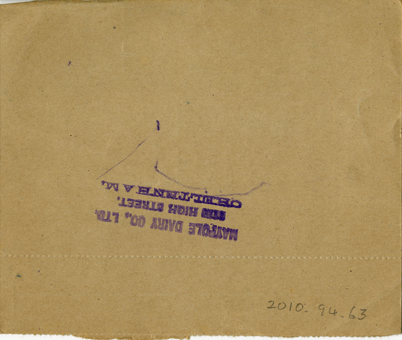 MAYPOLE DAIRY CO., LTD.
HIGH STREET.
CHELTENHAM.
2010.94.63